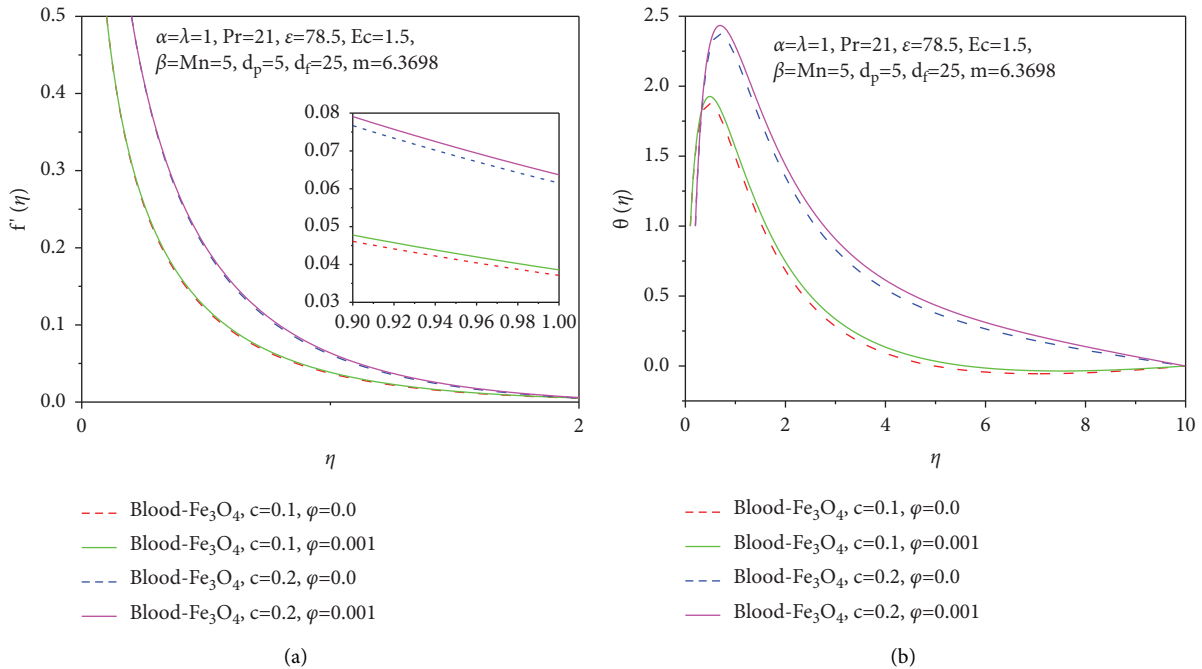 0.5
0.4
0.3
0.2
0.1
0.0
f' (η)
α=λ=1, Pr=21, ε=78.5, Ec=1.5,
β=Mn=5, dp=5, df=25, m=6.3698
0.08
0.07
0.06
0.05
0.04
0.03
0.90 0.92 0.94 0.96 0.98 1.00
0 2
η
Blood-Fe3O4, c=0.1, φ=0.0
Blood-Fe3O4, c=0.1, φ=0.001
Blood-Fe3O4, c=0.2, φ=0.0
Blood-Fe3O4, c=0.2, φ=0.001
(a)
2.5
2.0
1.5
1.0
0.5
0.0
θ (η)
α=λ=1, Pr=21, ε=78.5, Ec=1.5,
β=Mn=5, dp=5, df=25, m=6.3698
0 2 4 6 8 10
η
Blood-Fe3O4, c=0.1, φ=0.0
Blood-Fe3O4, c=0.1, φ=0.001
Blood-Fe3O4, c=0.2, φ=0.0
Blood-Fe3O4, c=0.2, φ=0.001
(b)